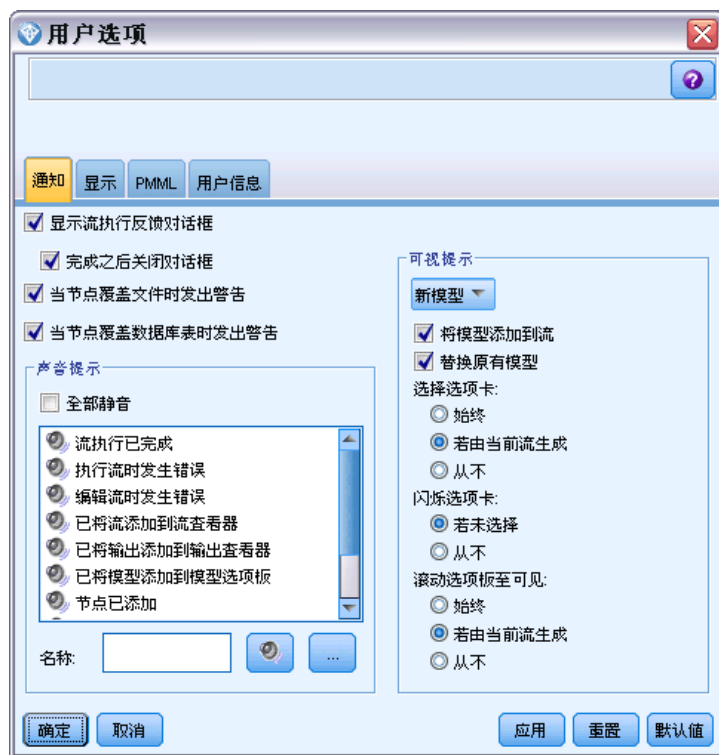 用户选项
?
通知
显示
PMML
用户信息
显示流执行反馈对话框
完成之后关闭对话框
当节点覆盖文件时发出警告
当节点覆盖数据库表时发出警告
声音提示
全部静音
流执行已完成
执行流时发生错误
编辑流时发生错误
已将流添加到流查看器
已将输出添加到输出查看器
已将模型添加到模型选项板
节点已添加
名称:
...
可视提示
新模型
将模型添加到流
替换原有模型
选择选项卡:
始终
若由当前流生成
从不
闪烁选项卡:
若未选择
从不
滚动选项板至可见:
始终
若由当前流生成
从不
确定
取消
应用
重置
默认值